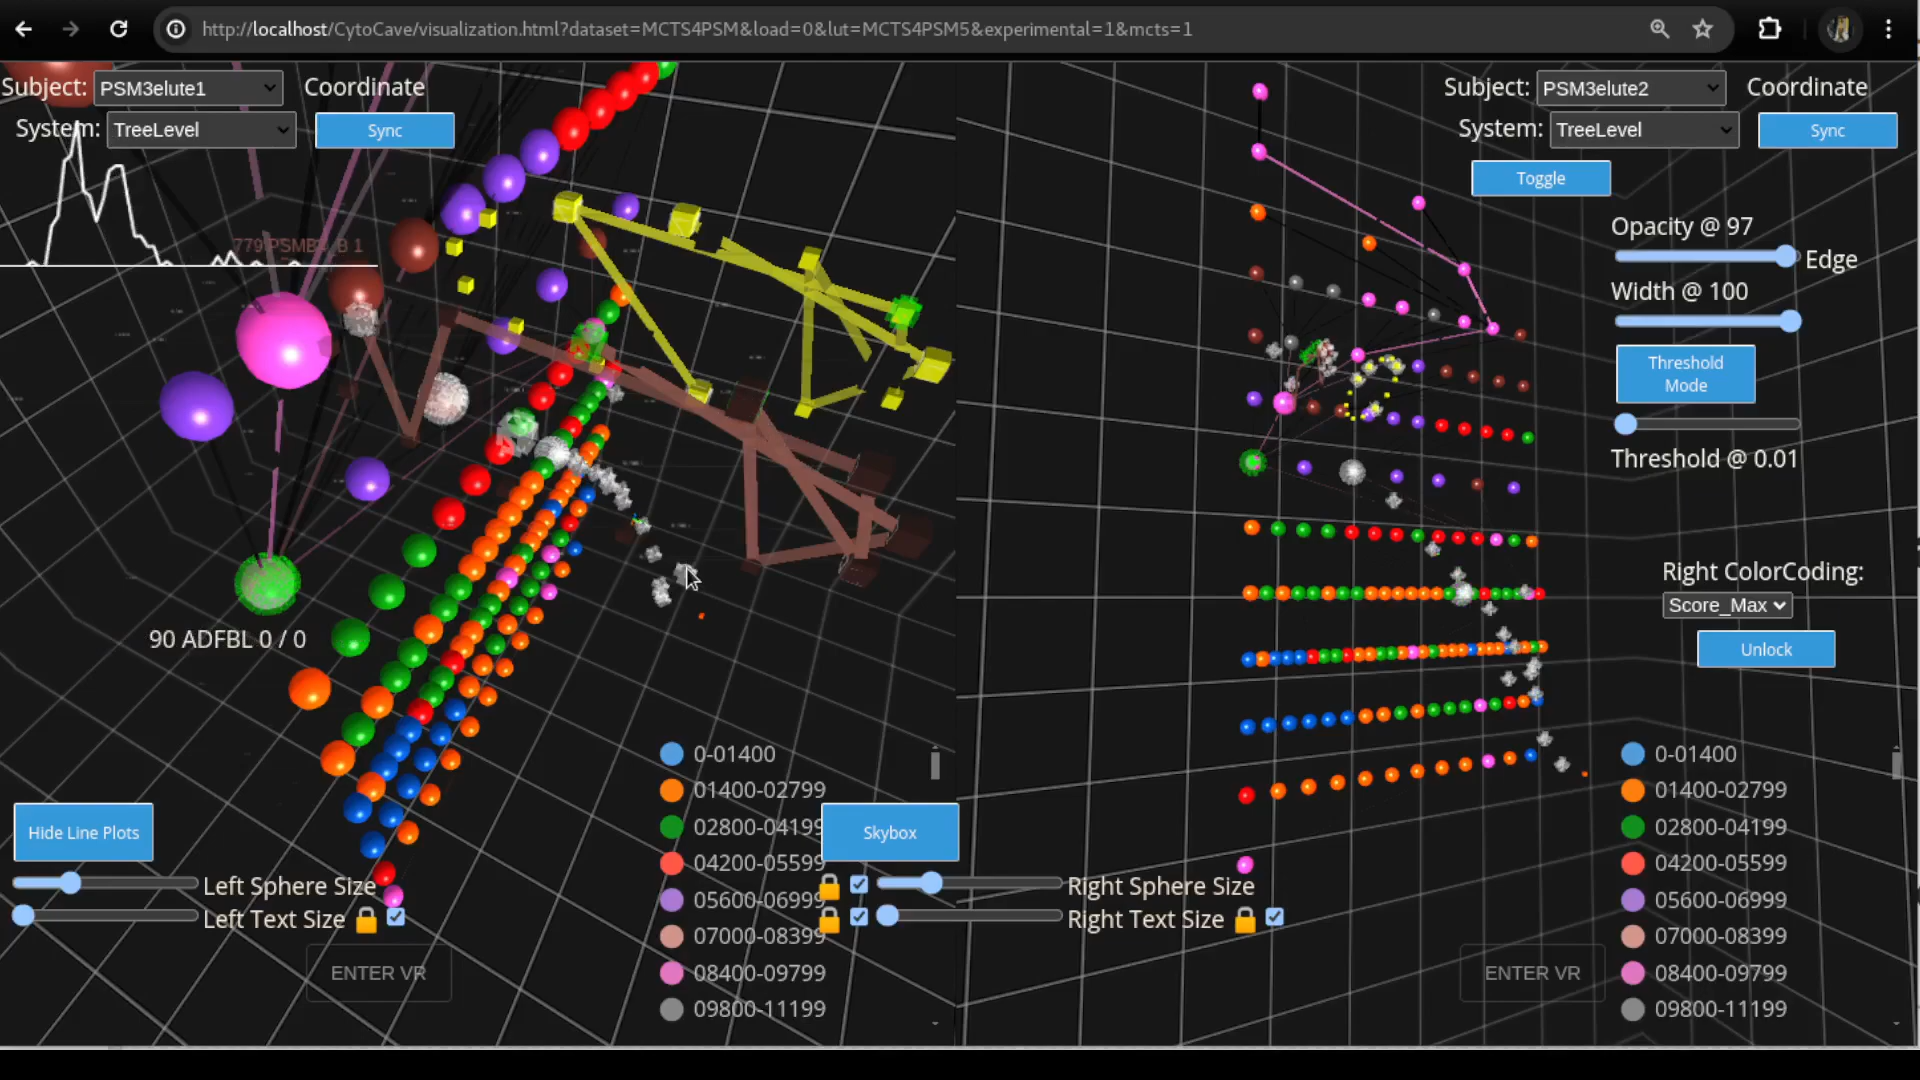 http://localhost/CytoCave/visualization.html?dataset=MCTS4PSM&load=0&lut=MCTS4PSM5&experimental=1&mcts=1
Subject: PSM3elute1 Coordinate
System: TreeLevel Sync
90 ADFBL 0 / 0
Hide Line Plots
Left Sphere Size
Left Text Size
ENTER VR
0-01400
01400-02799
02800-04199
04200-05599
05600-06999
07000-08399
08400-09799
09800-11199
Skybox
Subject: PSM3elute2 Coordinate
System: TreeLevel Sync
Toggle
Opacity @ 97
Edge
Width @ 100
Threshold
Mode
Threshold @ 0.01
Right ColorCoding:
Score_Max
Unlock
Right Sphere Size
Right Text Size
ENTER VR
0-01400
01400-02799
02800-04199
04200-05599
05600-06999
07000-08399
08400-09799
09800-11199